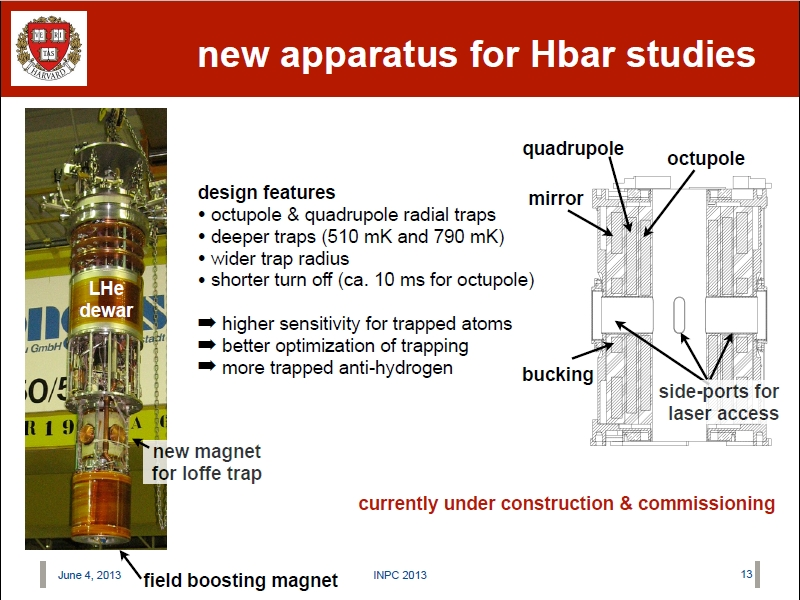 new apparatus for Hbar studies
VE RI TAS
HARVARD
quadrupole
octupole
mirror
design features
• octupole & quadrupole radial traps
• deeper traps (510 mK and 790 mK)
• wider trap radius
• shorter turn off (ca. 10 ms for octupole)
➡ higher sensitivity for trapped atoms
➡ better optimization of trapping
➡ more trapped anti-hydrogen
LHe
dewar
bucking
side-ports for
laser access
new magnet
for Ioffe trap
currently under construction & commissioning
field boosting magnet
June 4, 2013
INPC 2013
13